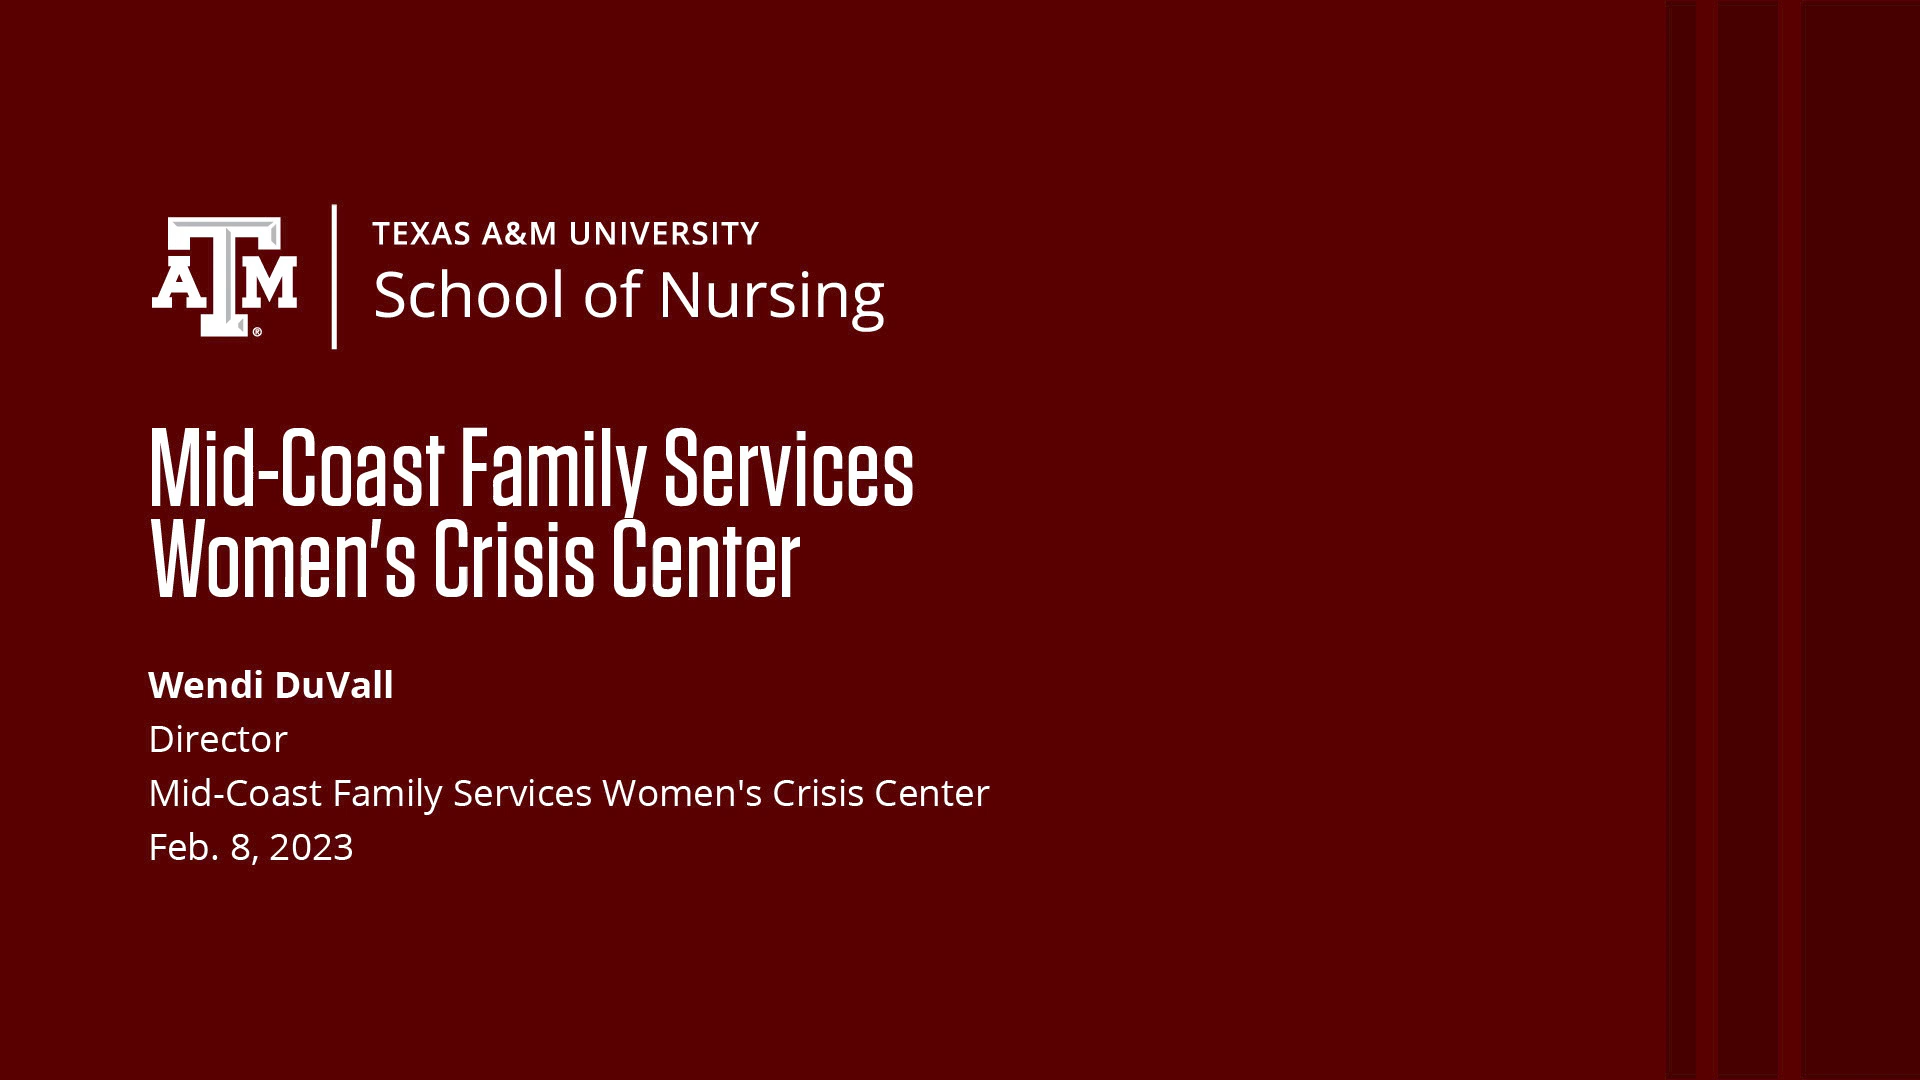 ATM®
TEXAS A&M UNIVERSITY
School of Nursing
Mid-Coast Family Services
Women's Crisis Center
Wendi DuVall
Director
Mid-Coast Family Services Women's Crisis Center
Feb. 8, 2023